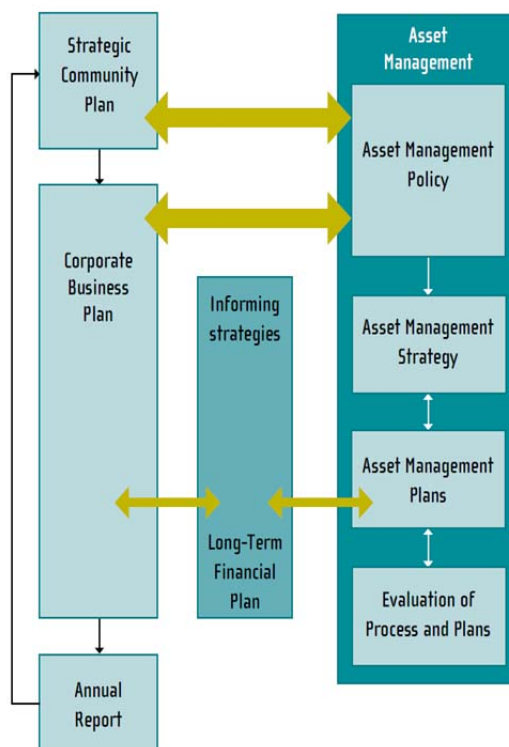 Strategic
Community
Plan
Corporate
Business
Plan
Annual
Report
Informing
strategies
Long-Term
Financial
Plan
Asset
Management
Asset Management
Policy
Asset Management
Strategy
Asset Management
Plans
Evaluation of
Process and Plans